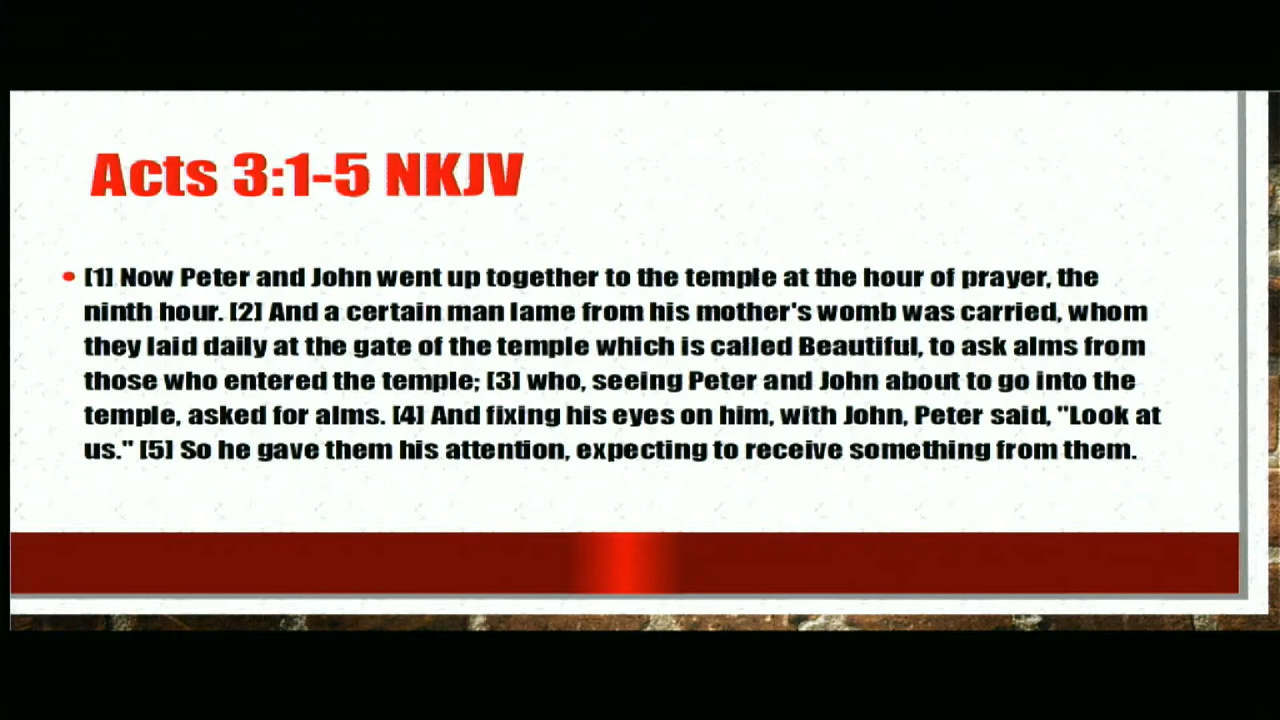 Acts 3:1-5 NKJV
• [1] Now Peter and John went up together to the temple at the hour of prayer, the
ninth hour. [2] And a certain man lame from his mother's womb was carried, whom
they laid daily at the gate of the temple which is called Beautiful, to ask alms from
those who entered the temple; [3] who, seeing Peter and John about to go into the
temple, asked for alms. [4] And fixing his eyes on him, with John, Peter said, "Look at
us." [5] So he gave them his attention, expecting to receive something from them.